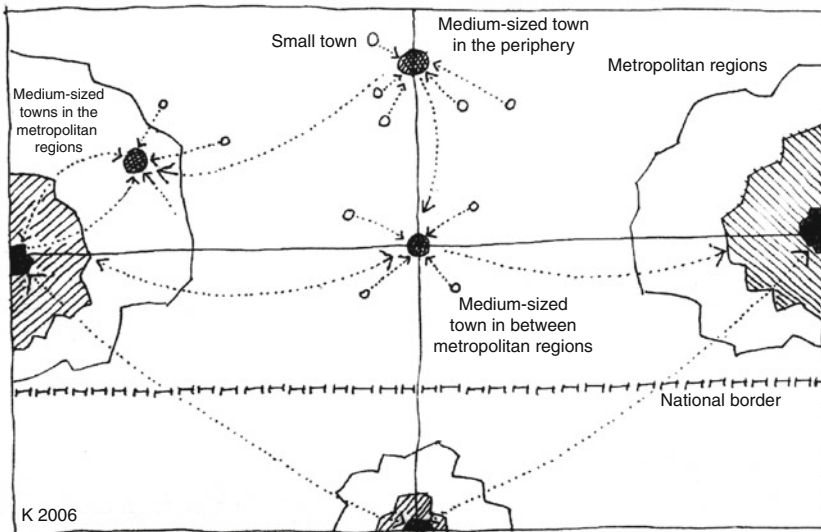 Small town
Medium-sized town
in the periphery
Metropolitan regions
Medium-sized
towns in the
metropolitan
regions
Medium-sized
town in between
metropolitan regions
National border
K 2006